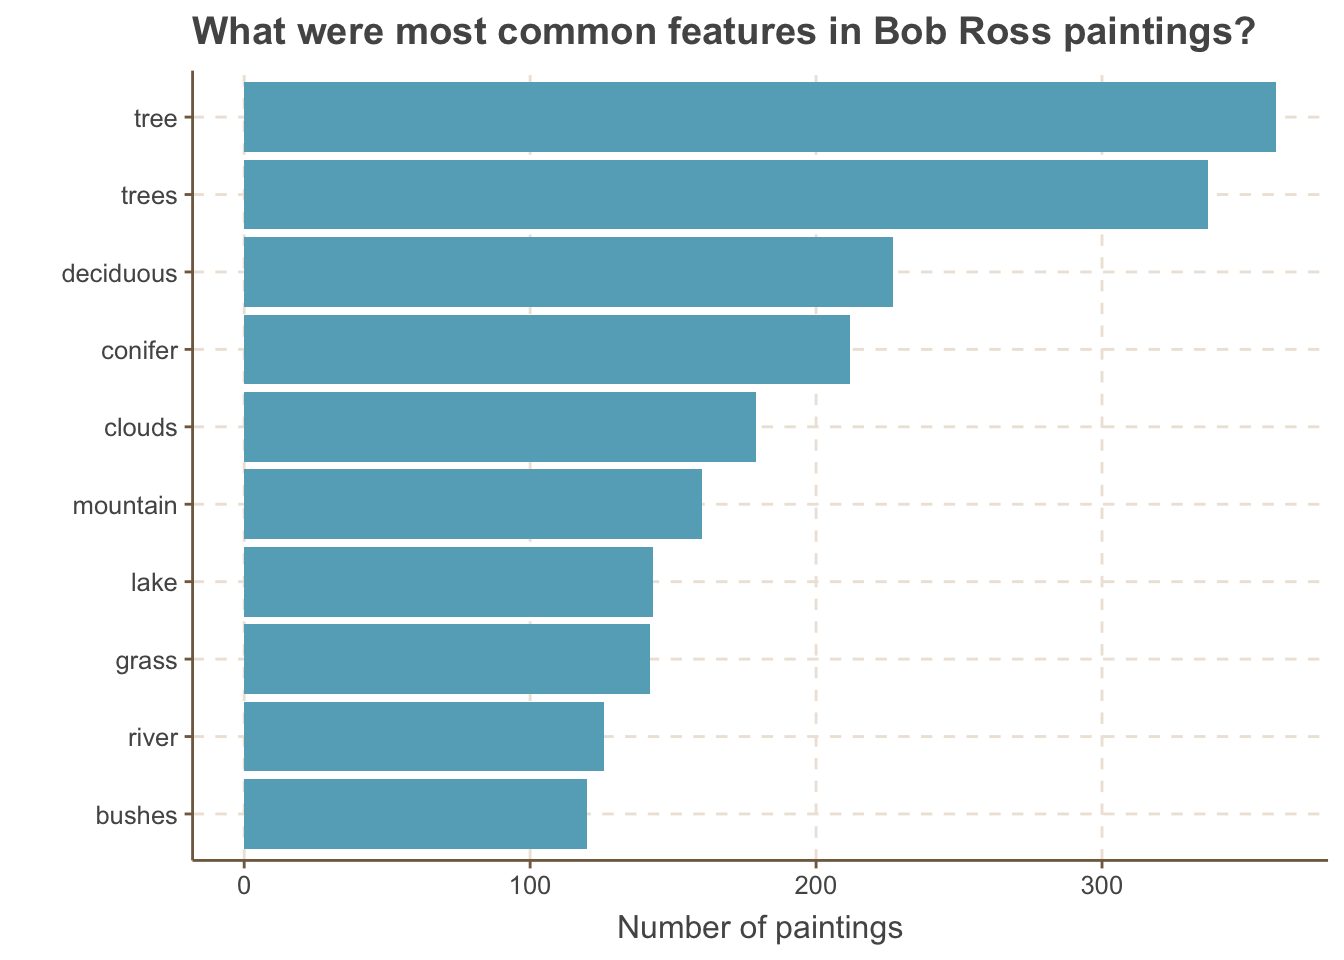 What were most common features in Bob Ross paintings?
tree
trees
deciduous
conifer
clouds
mountain
lake
grass
river
bushes
0 100 200 300
Number of paintings